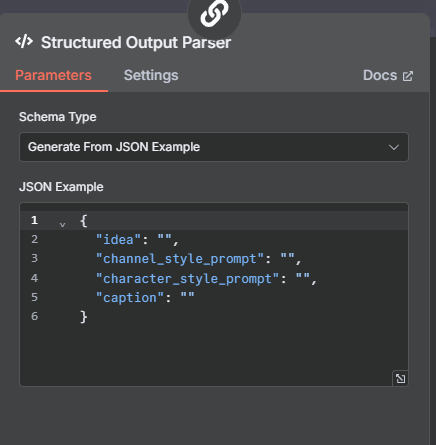 </> Structured Output Parser
Parameters Settings Docs
Schema Type
Generate From JSON Example
JSON Example
1 {
2 "idea": "",
3 "channel_style_prompt": "",
4 "character_style_prompt": "",
5 "caption": ""
6 }